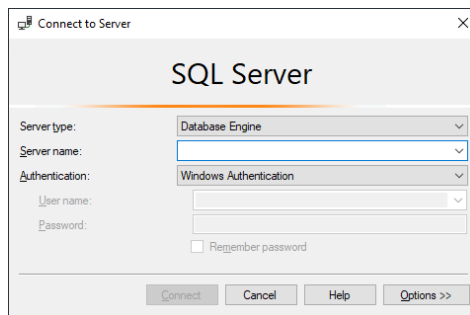 Connect to Server
SQL Server
Server type: Database Engine
Server name:
Authentication: Windows Authentication
User name:
Password:
Remember password
Connect Cancel Help Options >>